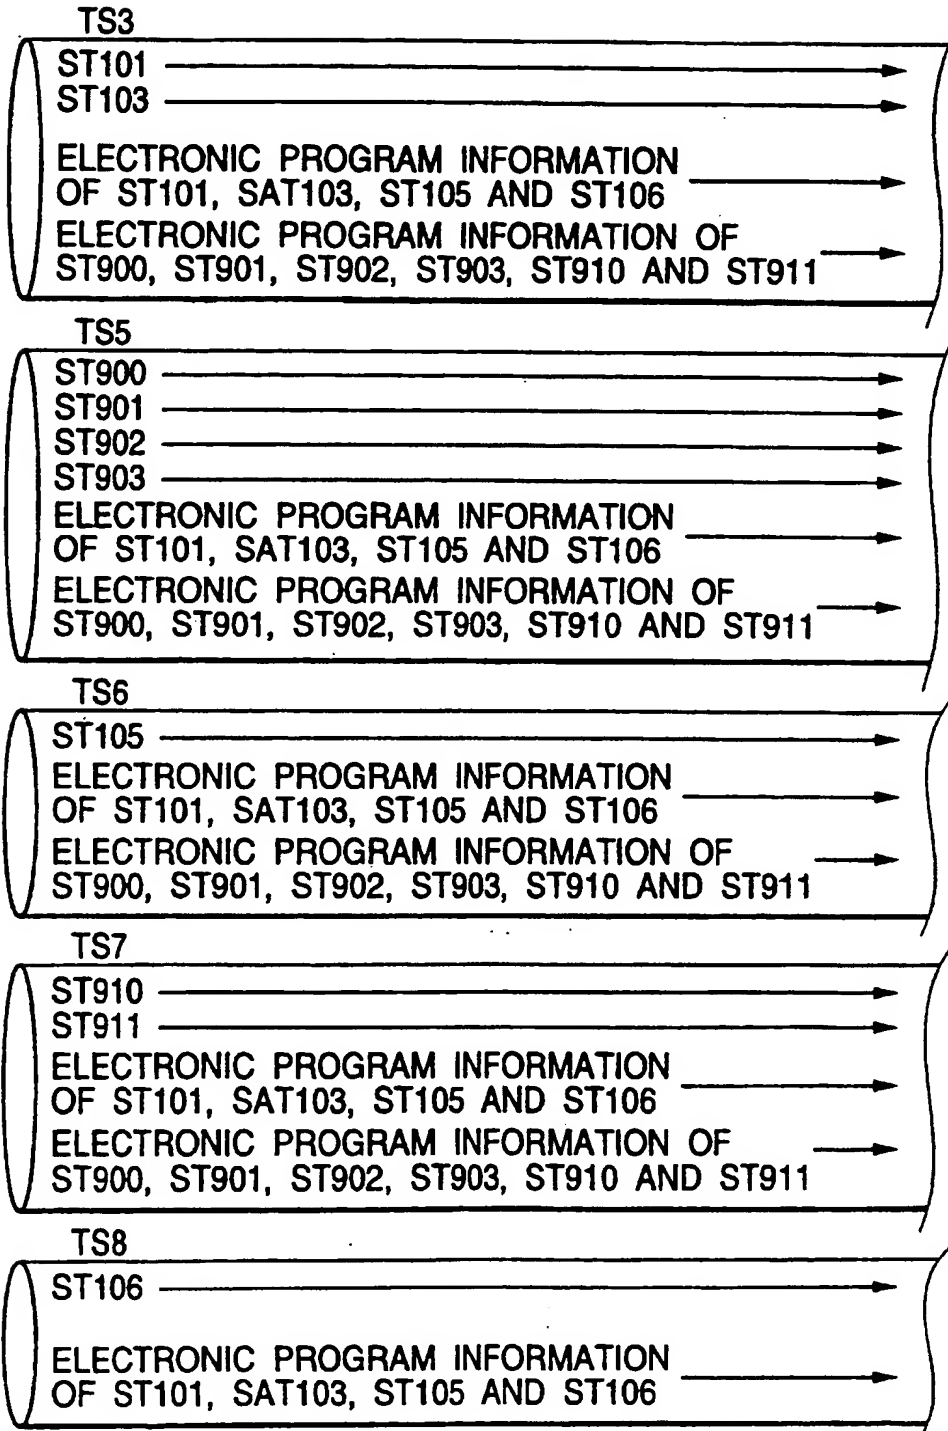 TS3
ST101
ST103
ELECTRONIC PROGRAM INFORMATION
OF ST101, SAT103, ST105 AND ST106
ELECTRONIC PROGRAM INFORMATION OF
ST900, ST901, ST902, ST903, ST910 AND ST911
TS5
ST900
ST901
ST902
ST903
ELECTRONIC PROGRAM INFORMATION
OF ST101, SAT103, ST105 AND ST106
ELECTRONIC PROGRAM INFORMATION OF
ST900, ST901, ST902, ST903, ST910 AND ST911
TS6
ST105
ELECTRONIC PROGRAM INFORMATION
OF ST101, SAT103, ST105 AND ST106
ELECTRONIC PROGRAM INFORMATION OF
ST900, ST901, ST902, ST903, ST910 AND ST911
TS7
ST910
ST911
ELECTRONIC PROGRAM INFORMATION
OF ST101, SAT103, ST105 AND ST106
ELECTRONIC PROGRAM INFORMATION OF
ST900, ST901, ST902, ST903, ST910 AND ST911
TS8
ST106
ELECTRONIC PROGRAM INFORMATION
OF ST101, SAT103, ST105 AND ST106